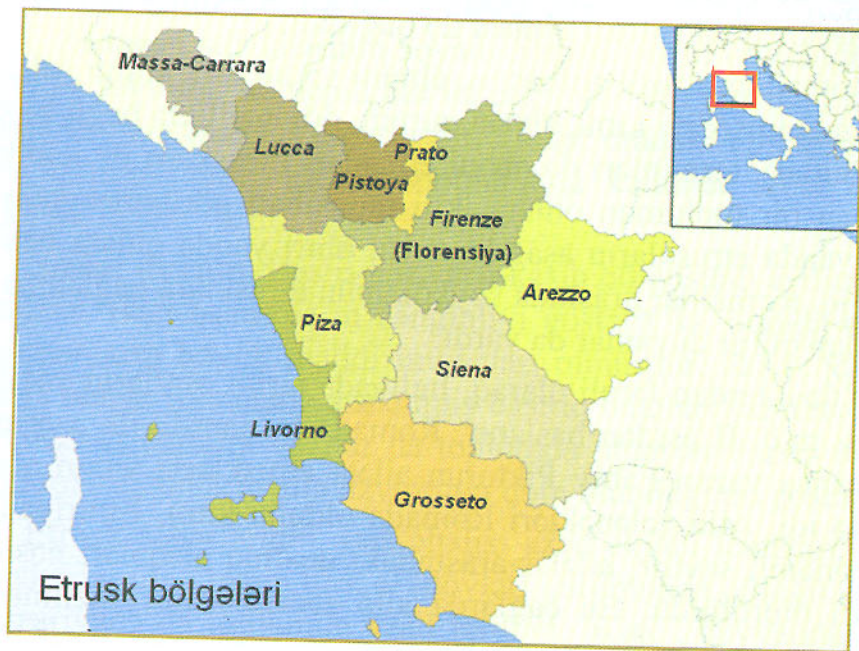 Massa-Carrara
Lucca
Prato
Pistoya
Firenze
(Florensiya)
Arezzo
Piza
Siena
Livorno
Grosseto
Etrusk bölgələri